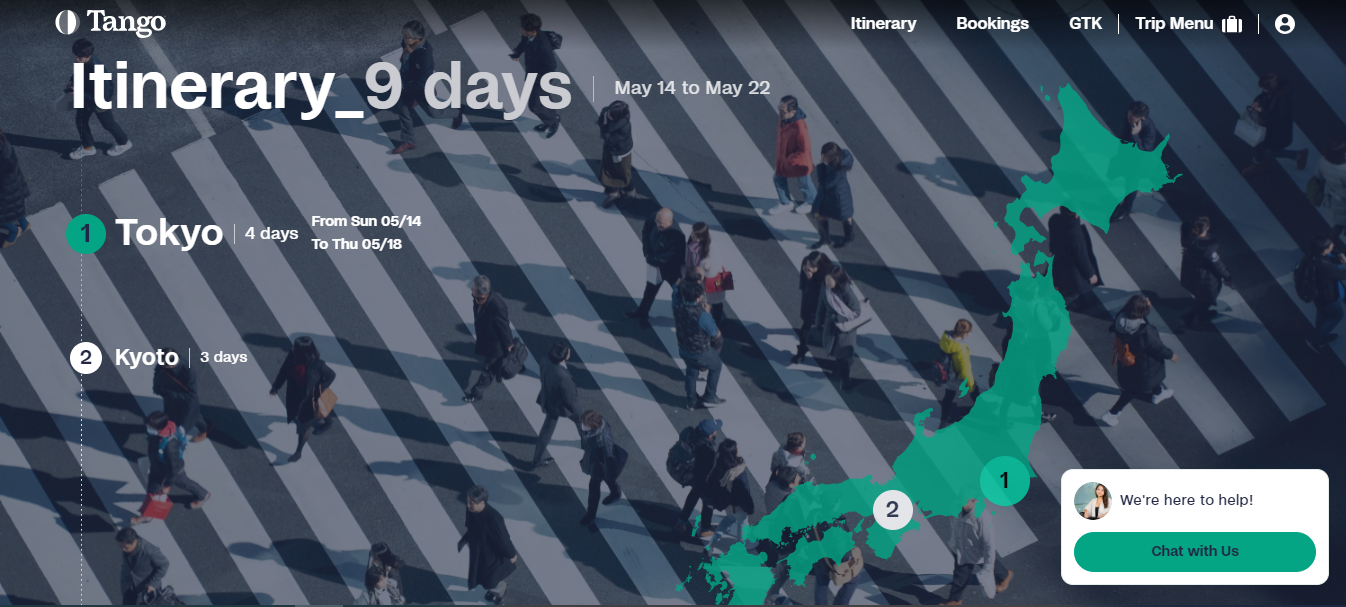 Tango
Itinerary
Bookings
GTK
Trip Menu
Itinerary_9 days
May 14 to May 22
1
Tokyo
4 days
From Sun 05/14
To Thu 05/18
2
Kyoto
3 days
1
2
We're here to help!
Chat with Us